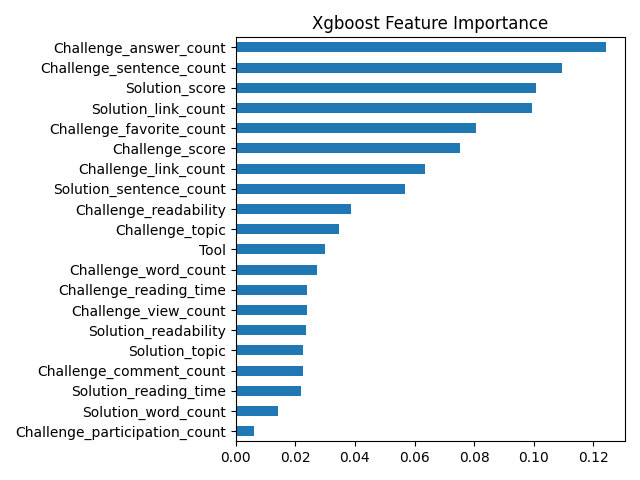 Xgboost Feature Importance
Challenge_answer_count
Challenge_sentence_count
Solution_score
Solution_link_count
Challenge_favorite_count
Challenge_score
Challenge_link_count
Solution_sentence_count
Challenge_readability
Challenge_topic
Tool
Challenge_word_count
Challenge_reading_time
Challenge_view_count
Solution_readability
Solution_topic
Challenge_comment_count
Solution_reading_time
Solution_word_count
Challenge_participation_count
0.00 0.02 0.04 0.06 0.08 0.10 0.12